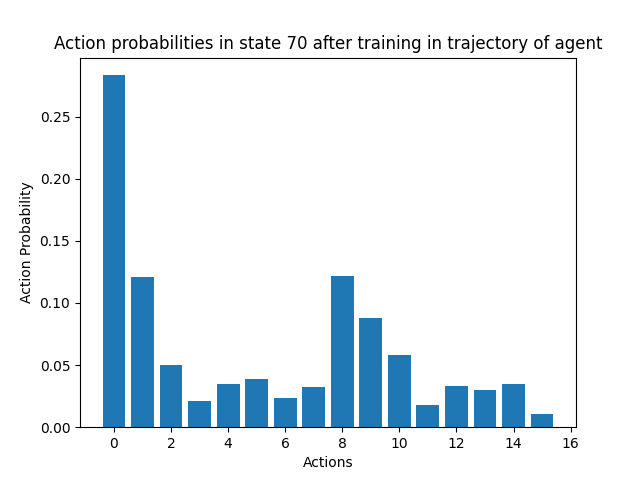 Action probabilities in state 70 after training in trajectory of agent
0.25
0.20
0.15
0.10
0.05
0.00
Action Probability
0 2 4 6 8 10 12 14 16
Actions